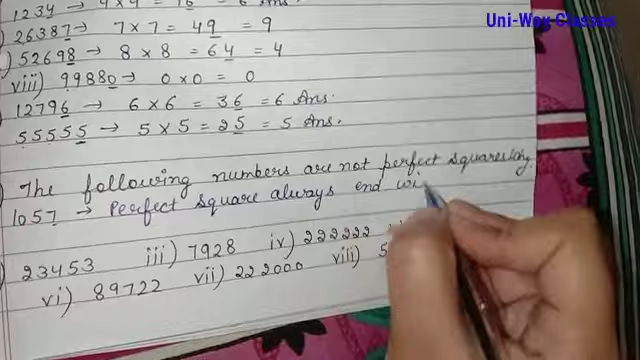 Uni-Way Classes
1234 → 4 × 4 = 16 = 6 Ans.
) 26387 → 7 × 7 = 49 = 9
) 52698 → 8 × 8 = 64 = 4
viii) 99880 → 0 × 0 = 0
12796 → 6 × 6 = 36 = 6 Ans.
55555 → 5 × 5 = 25 = 5 Ans.
) The following numbers are not perfect squares
1057 → Perfect square always end wi
23453 iii) 7928 iv) 222222
vi) 89722 vii) 222000 viii) 5